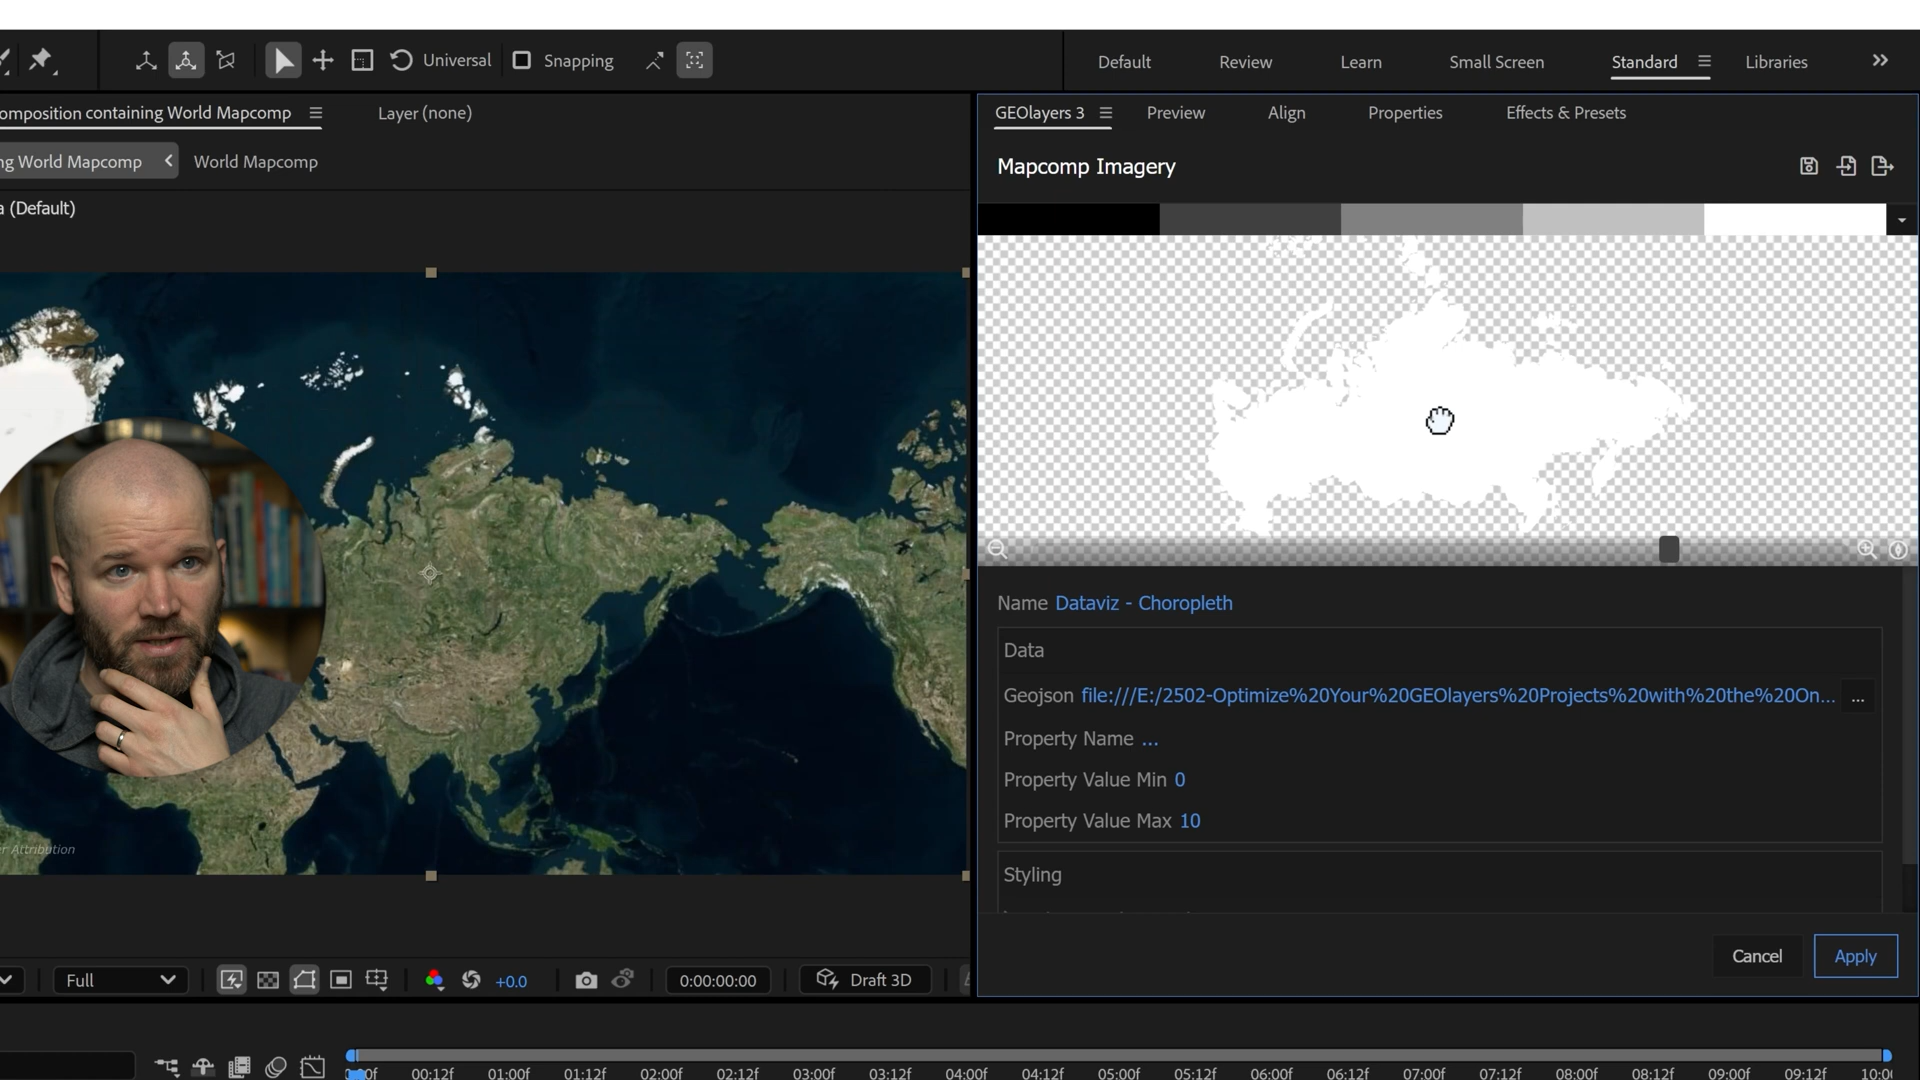 Universal
Snapping
Default
Review
Learn
Small Screen
Standard
Libraries
omposition containing World Mapcomp
Layer (none)
GEOlayers 3
Preview
Align
Properties
Effects & Presets
ng World Mapcomp
World Mapcomp
Mapcomp Imagery
a (Default)
Name Dataviz - Choropleth
Data
Geojson file:///E:/2502-Optimize%20Your%20GEOlayers%20Projects%20with%20the%20On... ...
Property Name ...
Property Value Min 0
Property Value Max 10
r Attribution
Styling
Cancel
Apply
Full
+0.0
0:00:00:00
Draft 3D
00:12f
01:00f
01:12f
02:00f
02:12f
03:00f
03:12f
04:00f
04:12f
05:00f
05:12f
06:00f
06:12f
07:00f
07:12f
08:00f
08:12f
09:00f
09:12f
10:00